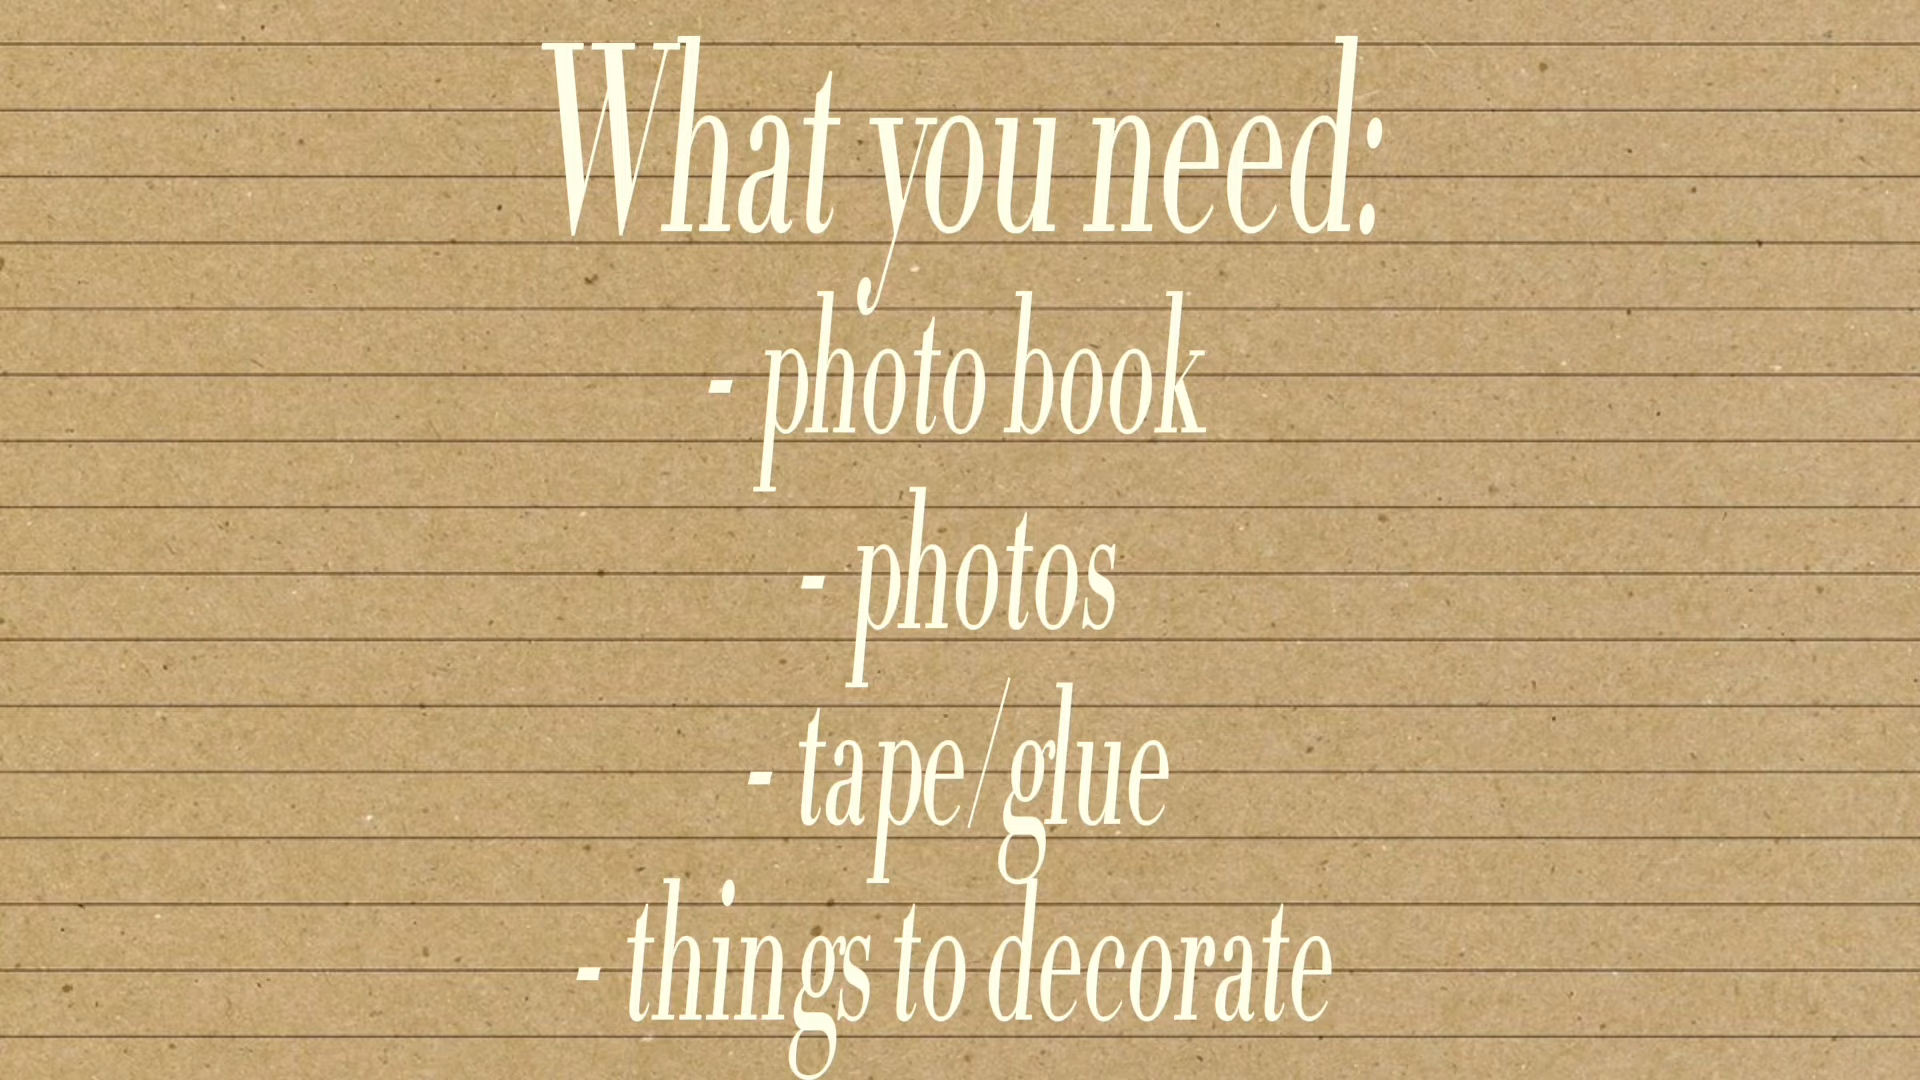 What you need:
- photo book
- photos
- tape/glue
- things to decorate